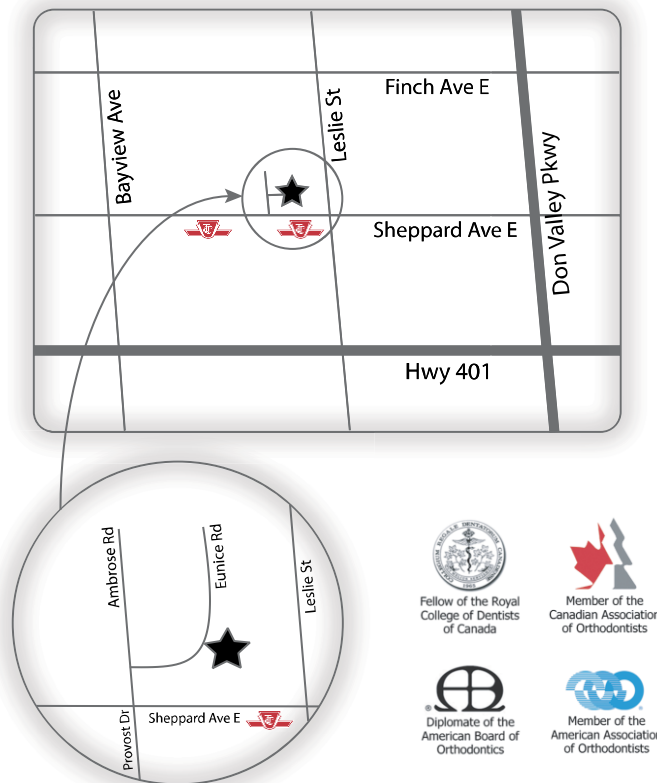 Finch Ave E
Bayview Ave
Leslie St
Don Valley Pkwy
Sheppard Ave E
Hwy 401
Ambrose Rd
Eunice Rd
Leslie St
Provost Dr
Sheppard Ave E
Fellow of the Royal
College of Dentists
of Canada
Member of the
Canadian Association
of Orthodontists
Diplomate of the
American Board of
Orthodontics
Member of the
American Association
of Orthodontists